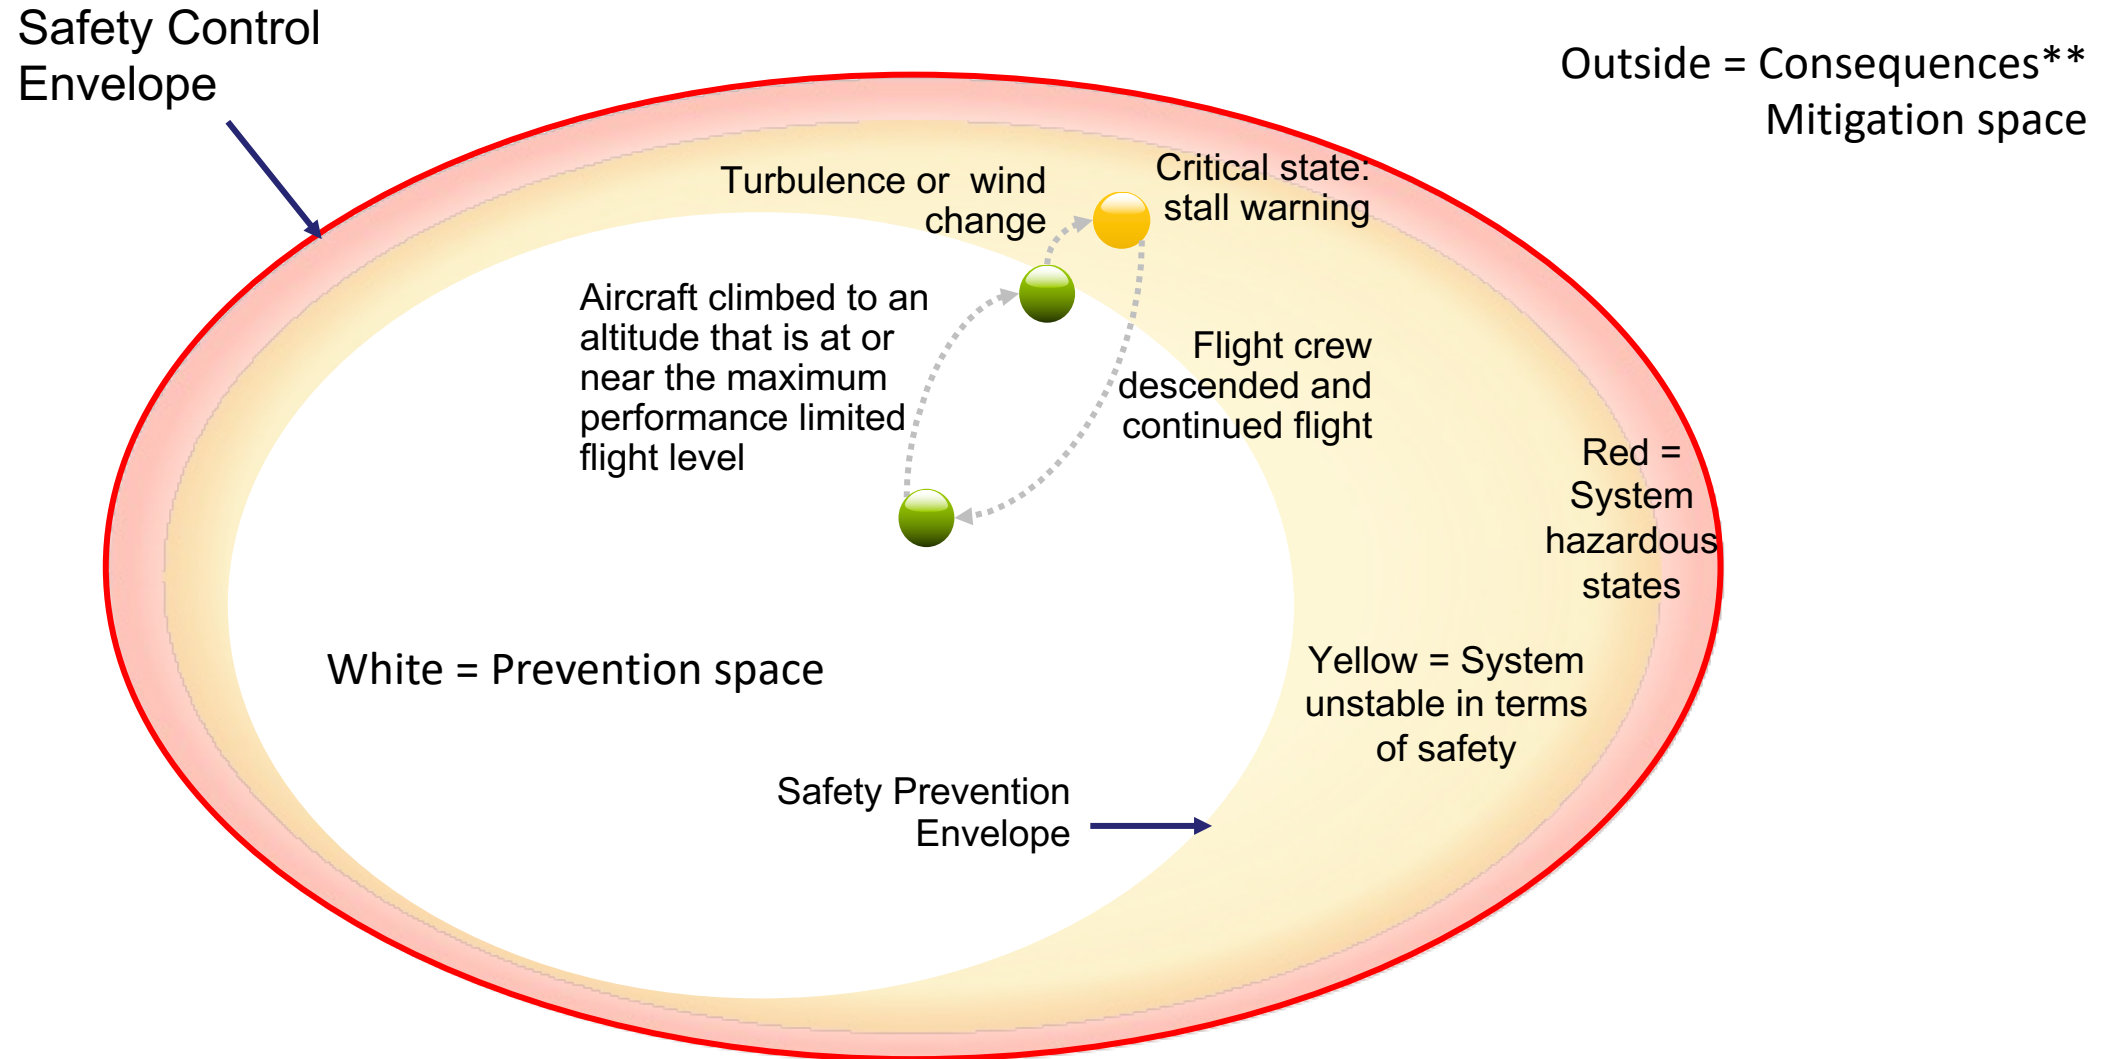 Safety Control
Envelope
Outside = Consequences**
Mitigation space
Turbulence or  wind
change
Critical state:
stall warning
Aircraft climbed to an
altitude that is at or
near the maximum
performance limited
flight level
Flight crew
descended and
continued flight
Red =
System
hazardous
states
White = Prevention space
Yellow = System
unstable in terms
of safety
Safety Prevention
Envelope